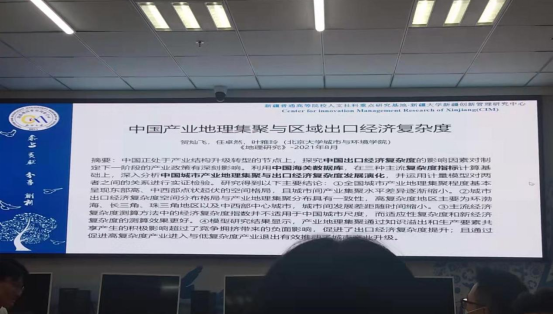 新疆普通高等学校人文社科重点研究基地/新疆大学新疆创新管理研究中心
Center for innovation Management Research of Xinjiang(CIM)
中国产业地理集聚与区域出口经济复杂度
贺灿飞、任卓然、叶雅玲（北京大学城市与环境学院）
《地理研究》-2021年8月
摘要：中国正处于产业结构升级转型的节点上，探究中国出口经济复杂度的影响因素对制
定下一阶段的产业政策有深刻影响。利用中国海关数据库，在三种主流复杂度指标计算基
础上，深入分析中国城市产业地理集聚与出口经济复杂度发展演化，并运用计量模型对两
者之间的关系进行实证检验。研究得到以下主要结论：①全国城市产业地理集聚程度基本
呈现东部高、中西部块状起伏的空间格局，且城市间产业集聚水平差异逐渐缩小。②城市
出口经济复杂度空间分布格局与产业地理集聚分布具有一致性，高复杂度地区主要为环渤
海、长三角、珠三角地区以及中西部中心城市，城市间发展差距随时间缩小。③主流经济
复杂度测算方法中的经济复杂度指数并不适用于中国城市尺度，而适应性复杂度和新经济
复杂度的测算效果更好。④模型研究结果显示，产业地理集聚通过知识溢出和生产要素共
享产生的积极影响超过了竞争拥挤带来的负面影响，促进了出口经济复杂度提升；且通过
促进高复杂度产业进入与低复杂度产业退出有效推动了城市产业升级。